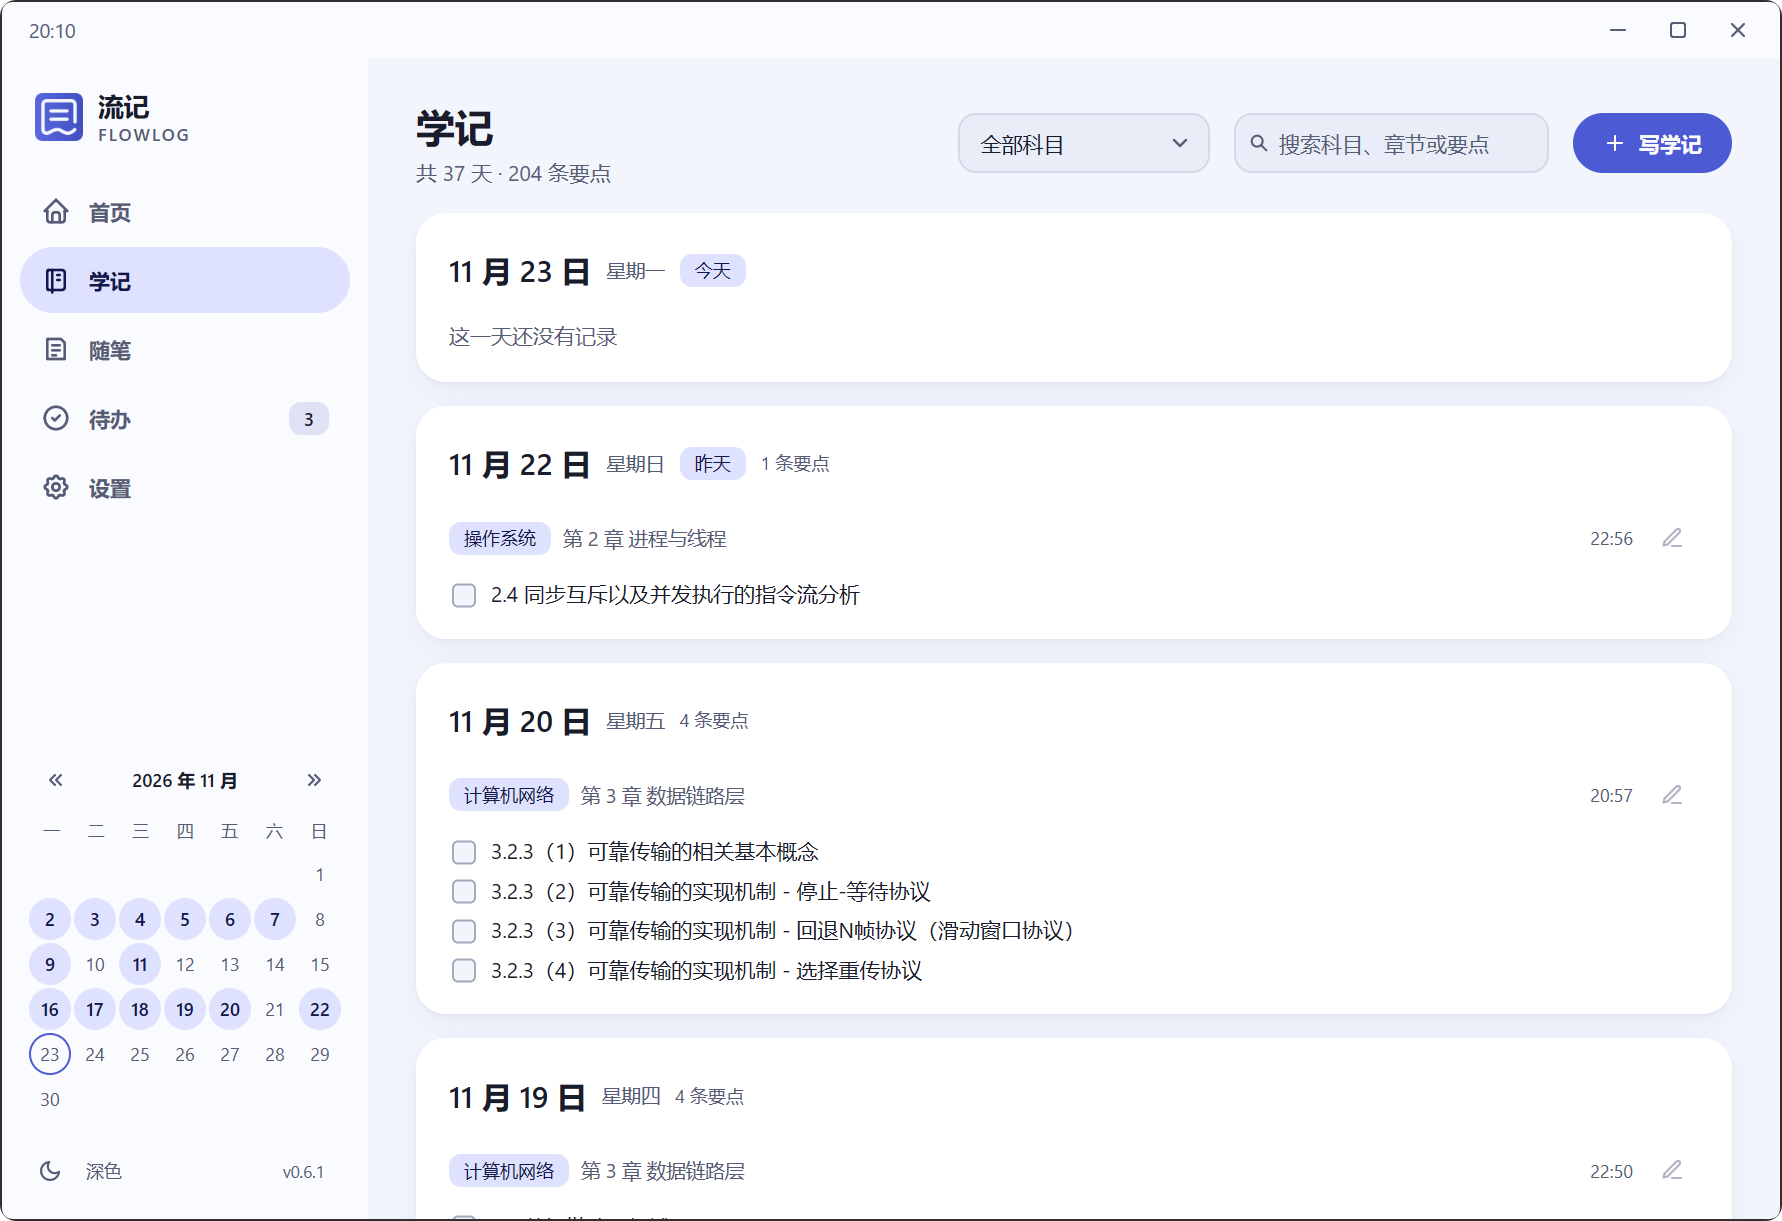 20:10
流记
FLOWLOG
首页
学记
随笔
待办 3
设置
2026 年 11 月
一 二 三 四 五 六 日
1
2 3 4 5 6 7 8
9 10 11 12 13 14 15
16 17 18 19 20 21 22
23 24 25 26 27 28 29
30
深色 v0.6.1
学记
共 37 天 · 204 条要点
全部科目
搜索科目、章节或要点
写学记
11 月 23 日 星期一 今天
这一天还没有记录
11 月 22 日 星期日 昨天 1 条要点
操作系统 第 2 章 进程与线程 22:56
2.4 同步互斥以及并发执行的指令流分析
11 月 20 日 星期五 4 条要点
计算机网络 第 3 章 数据链路层 20:57
3.2.3（1）可靠传输的相关基本概念
3.2.3（2）可靠传输的实现机制 - 停止-等待协议
3.2.3（3）可靠传输的实现机制 - 回退N帧协议（滑动窗口协议）
3.2.3（4）可靠传输的实现机制 - 选择重传协议
11 月 19 日 星期四 4 条要点
计算机网络 第 3 章 数据链路层 22:50